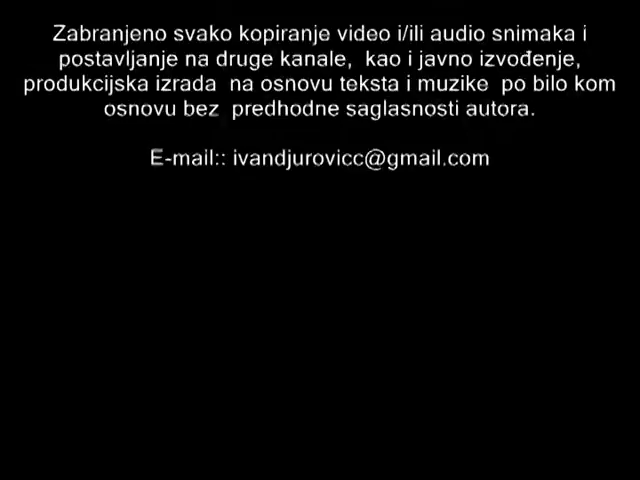 Zabranjeno svako kopiranje video i/ili audio snimaka i
postavljanje na druge kanale,  kao i javno izvođenje,
produkcijska izrada  na osnovu teksta i muzike  po bilo kom
osnovu bez  predhodne saglasnosti autora.
E-mail:: ivandjurovicc@gmail.com